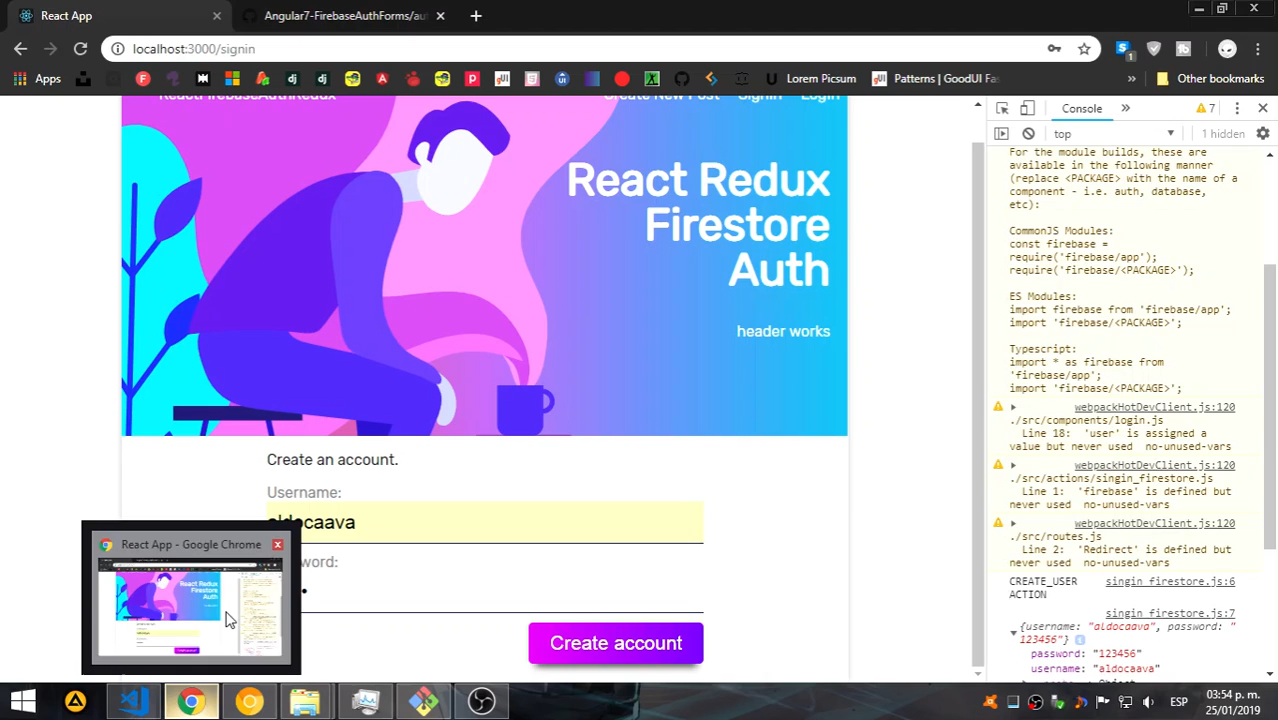 React App
Angular7-FirebaseAuthForms/au
localhost:3000/signin
1
Apps
Lorem Picsum
Patterns | GoodUI Fas
»
Other bookmarks
ReactFirebaseAuthRedux
Create New Post
Signin
Login
React Redux
Firestore
Auth
header works
Create an account.
Username:
aldocaava
word:
Create account
React App - Google Chrome
React Redux
Firestore
Auth
Console
»
7
top
1 hidden
For the module builds, these are
available in the following manner
(replace <PACKAGE> with the name of a
component - i.e. auth, database,
etc):
CommonJS Modules:
const firebase =
require('firebase/app');
require('firebase/<PACKAGE>');
ES Modules:
import firebase from 'firebase/app';
import 'firebase/<PACKAGE>';
Typescript:
import * as firebase from
'firebase/app';
import 'firebase/<PACKAGE>';
webpackHotDevClient.js:120
./src/components/login.js
Line 18: 'user' is assigned a
value but never used no-unused-vars
webpackHotDevClient.js:120
./src/actions/singin_firestore.js
Line 1: 'firebase' is defined but
never used no-unused-vars
webpackHotDevClient.js:120
./src/routes.js
Line 2: 'Redirect' is defined but
never used no-unused-vars
CREATE_USER singin_firestore.js:6
ACTION
singin_firestore.js:7
{username: "aldocaava", password: "
123456"}
password: "123456"
username: "aldocaava"
ESP
03:54 p. m.
25/01/2019